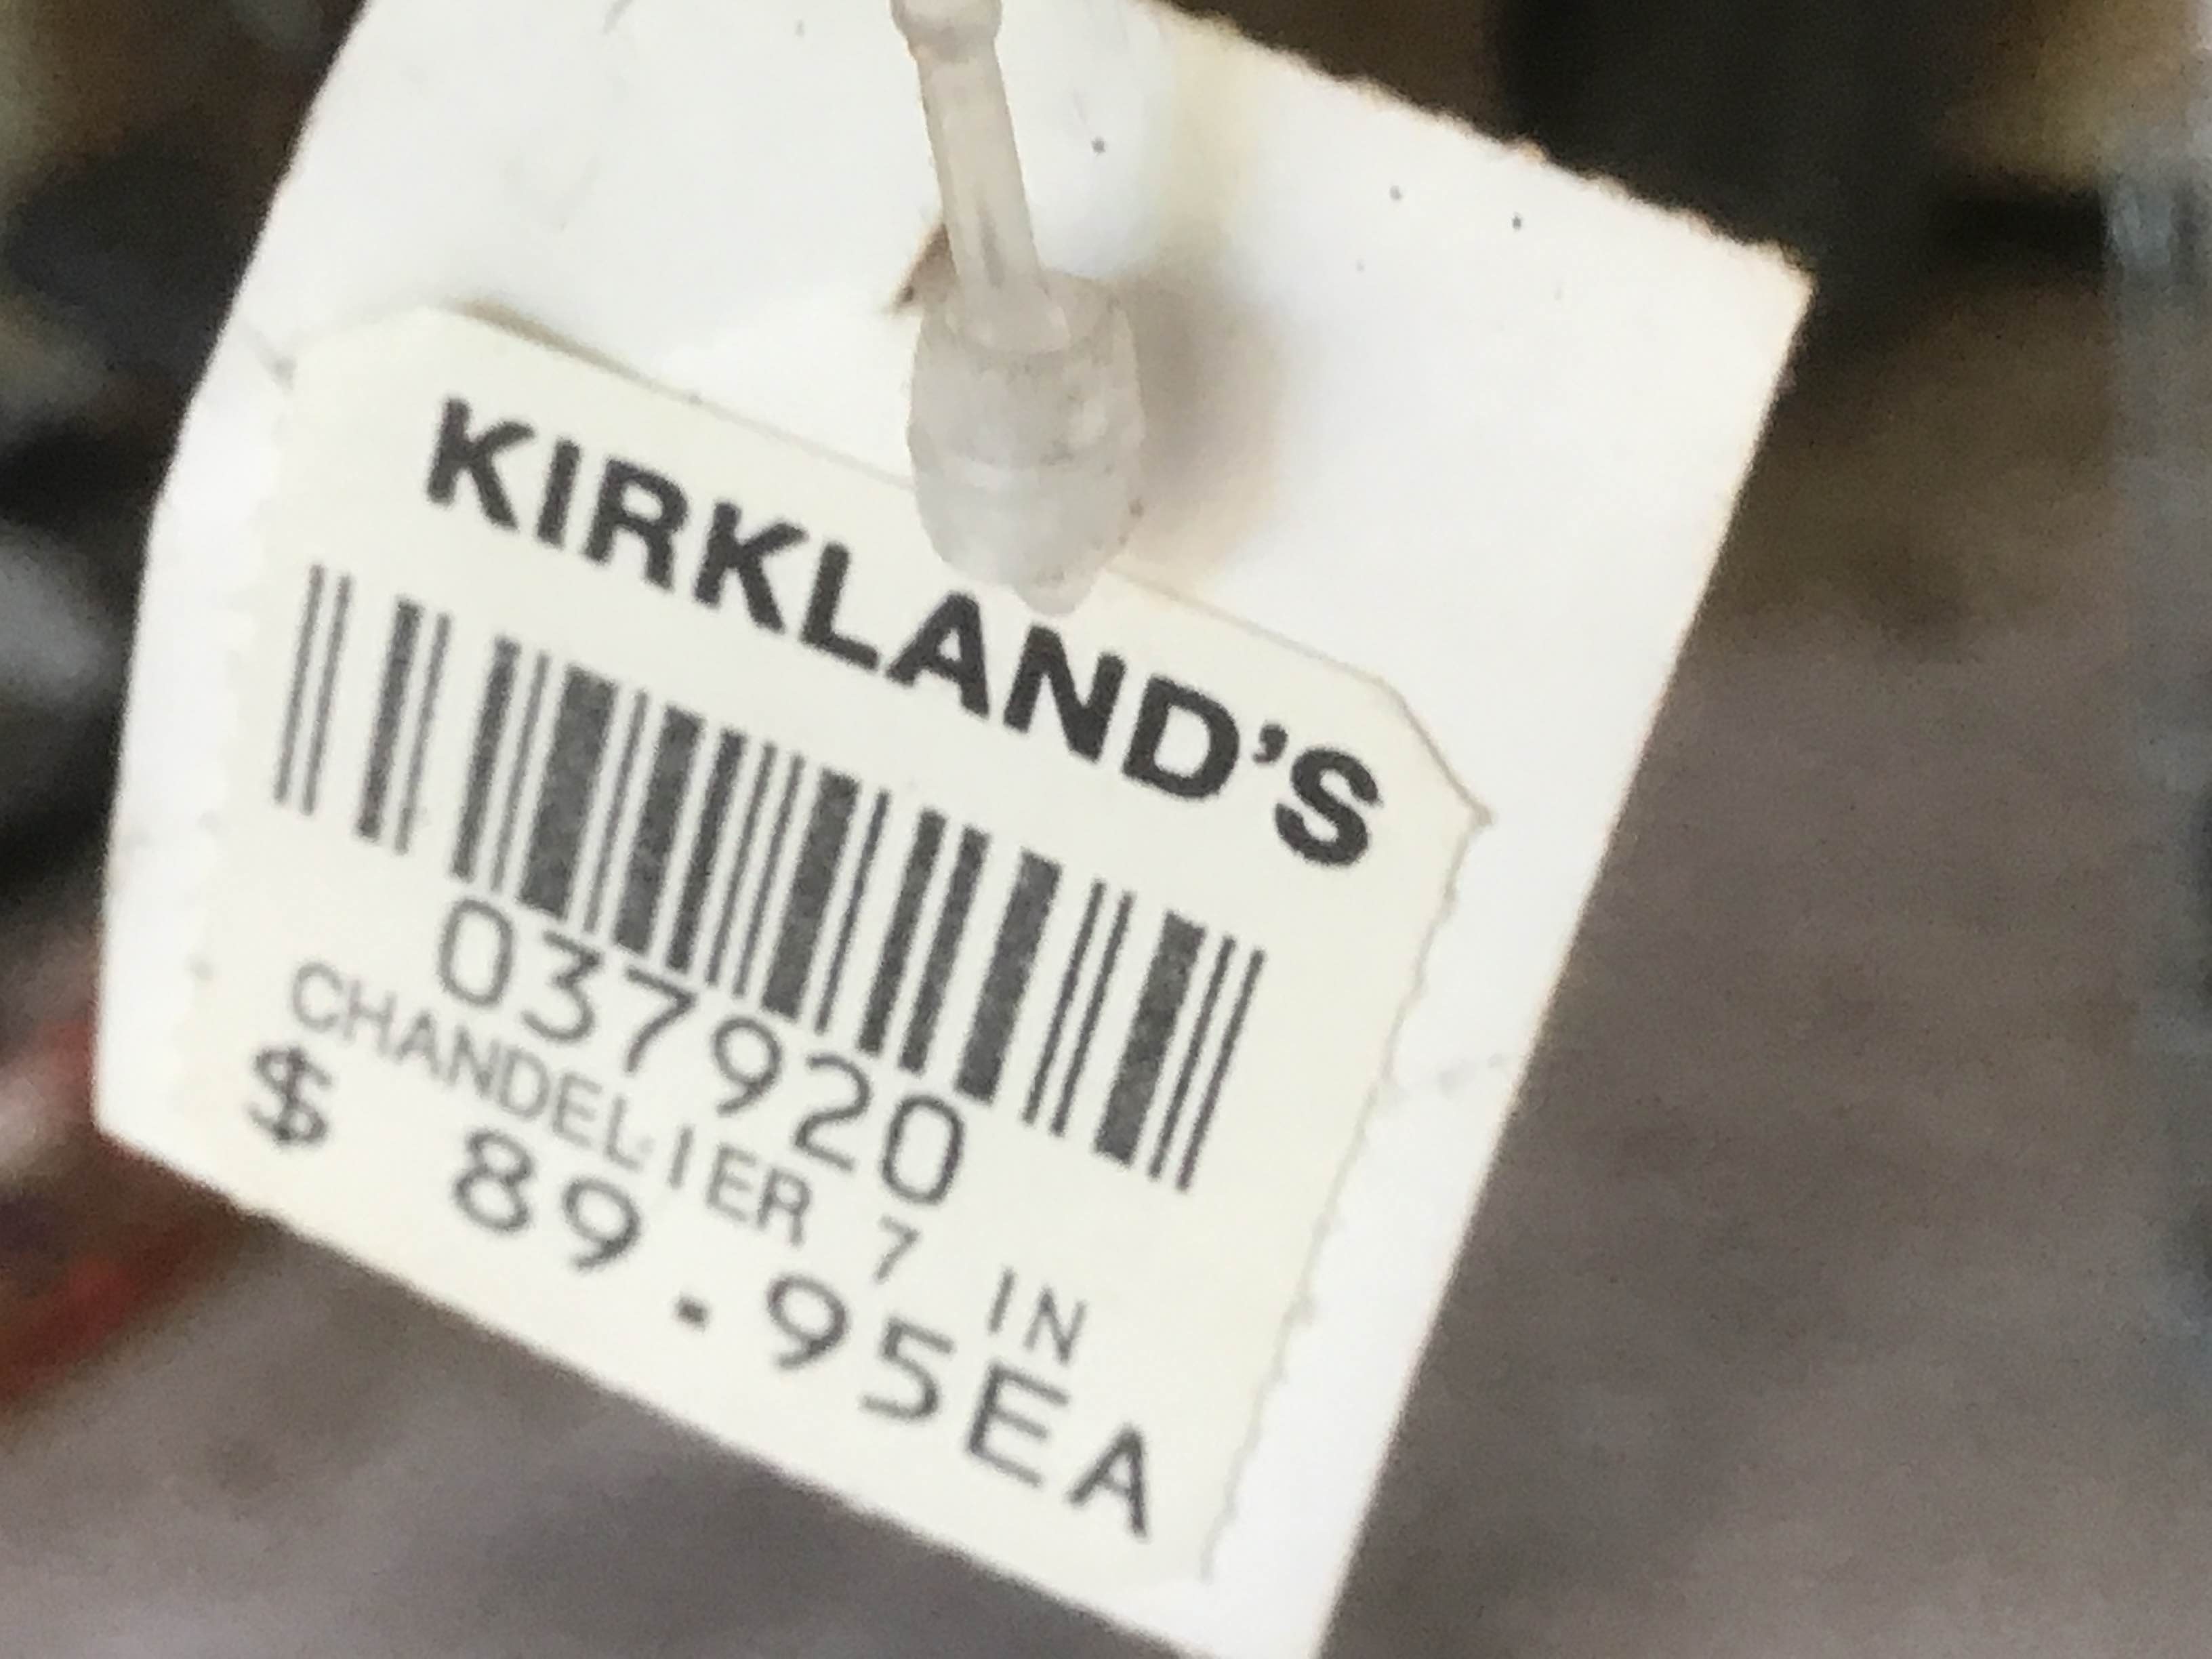 KIRKLAND'S
037920
CHANDELIER 7 IN
$ 89.95EA